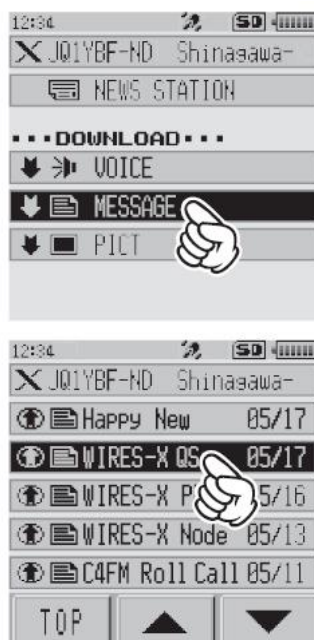 12:34 SD
X JQ1YBF-ND Shinagawa-
NEWS STATION
•••DOWNLOAD•••
VOICE
MESSAGE
PICT
12:34 SD
X JQ1YBF-ND Shinagawa-
Happy New 05/17
WIRES-X QS 05/17
WIRES-X P 5/16
WIRES-X Node 05/13
C4FM Roll Call 05/11
TOP